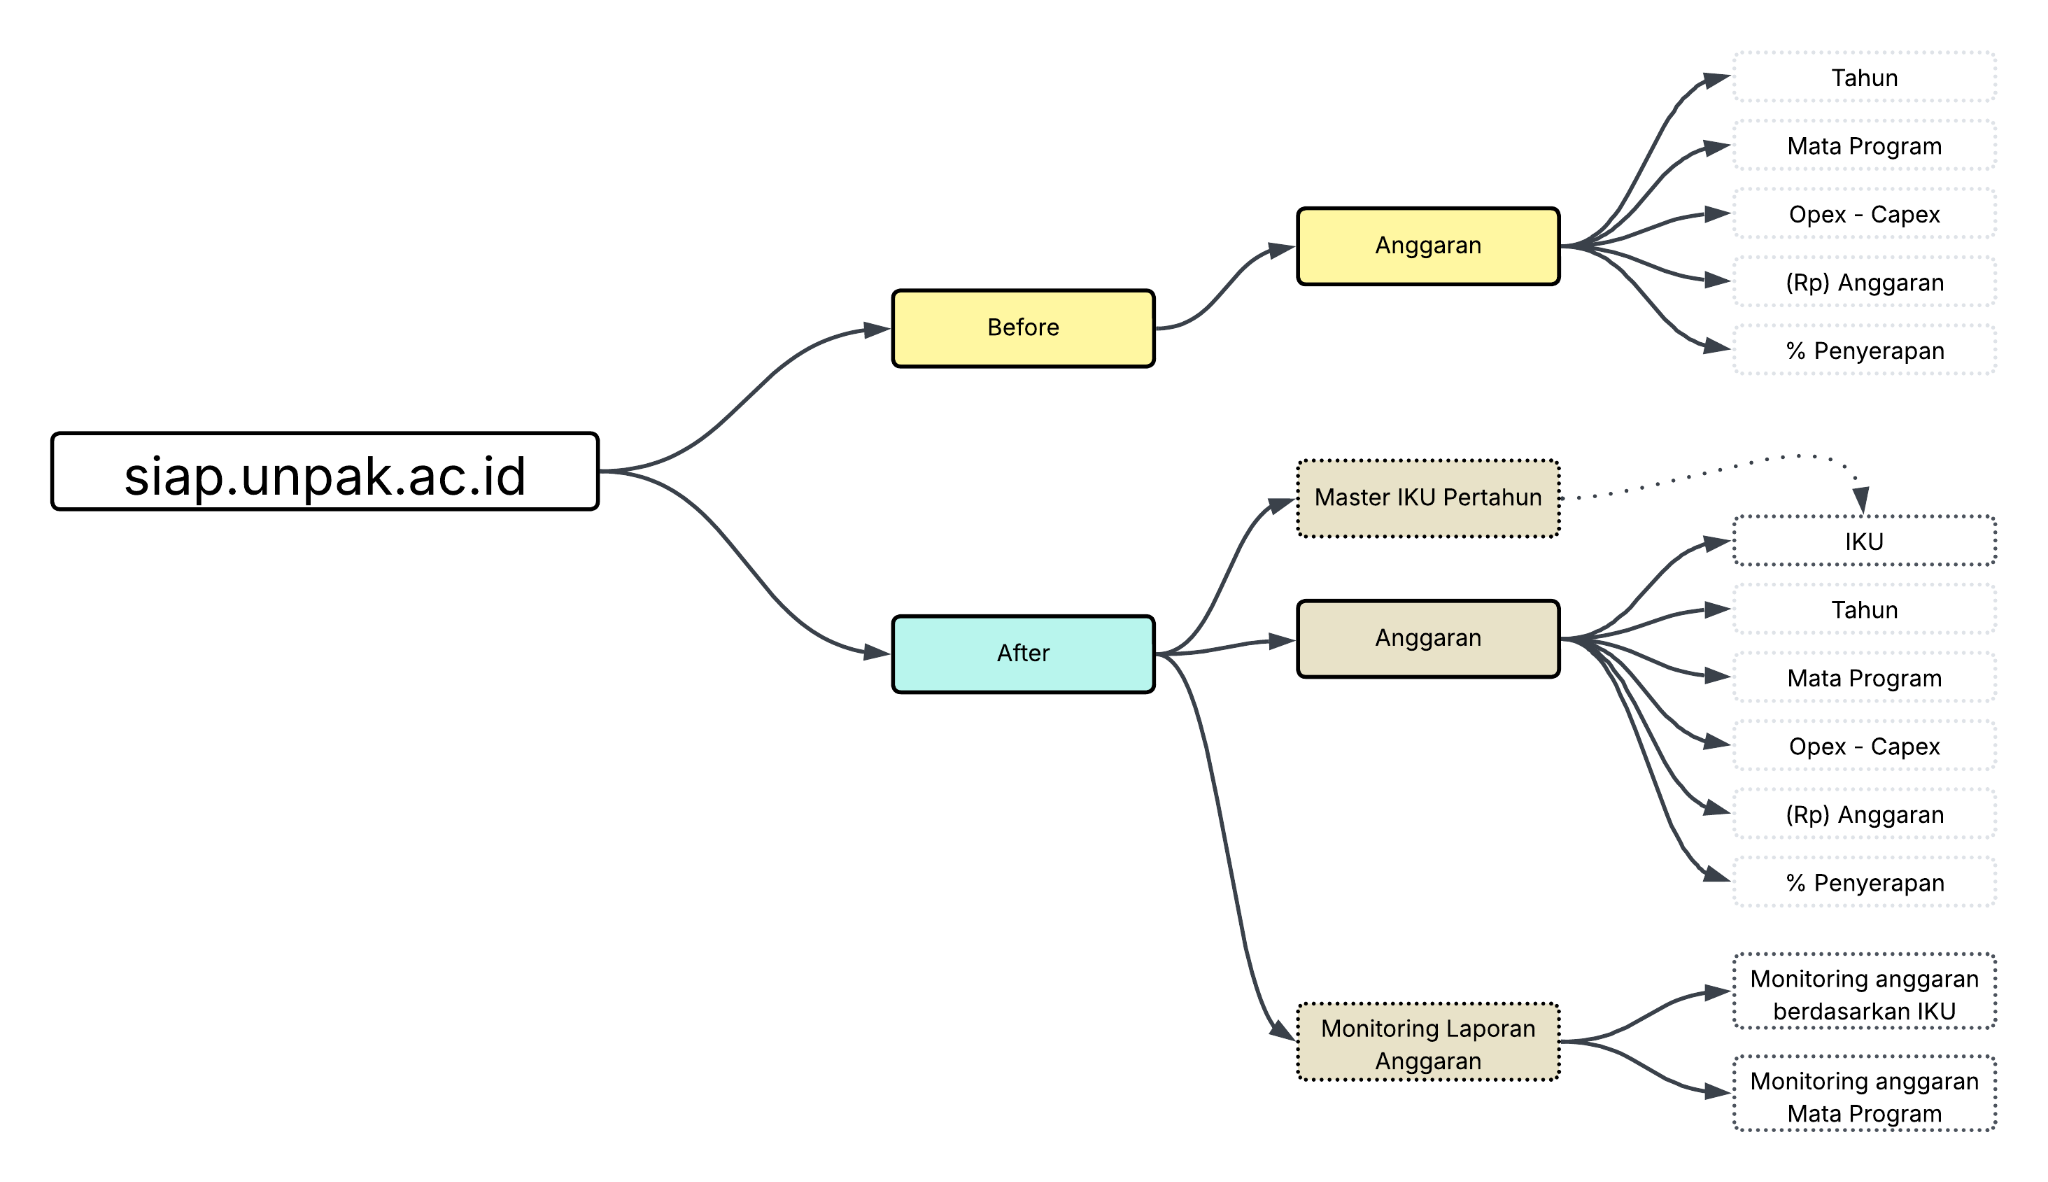 siap.unpak.ac.id
Before
Anggaran
Tahun
Mata Program
Opex - Capex
(Rp) Anggaran
% Penyerapan
After
Master IKU Pertahun
Anggaran
IKU
Tahun
Mata Program
Opex - Capex
(Rp) Anggaran
% Penyerapan
Monitoring Laporan
Anggaran
Monitoring anggaran
berdasarkan IKU
Monitoring anggaran
Mata Program